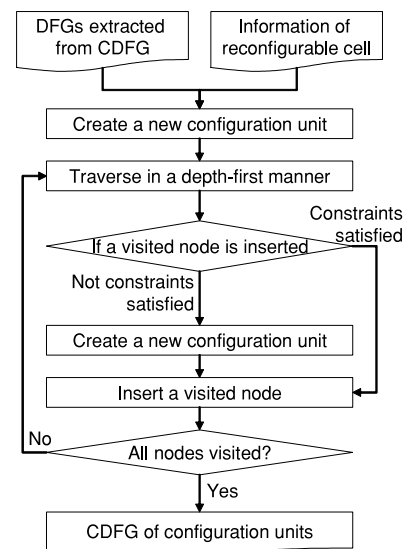 DFGs extracted
from CDFG
Information of
reconfigurable cell
Create a new configuration unit
Traverse in a depth-first manner
Constraints
satisfied
If a visited node is inserted
Not constraints
satisfied
Create a new configuration unit
Insert a visited node
No
All nodes visited?
Yes
CDFG of configuration units